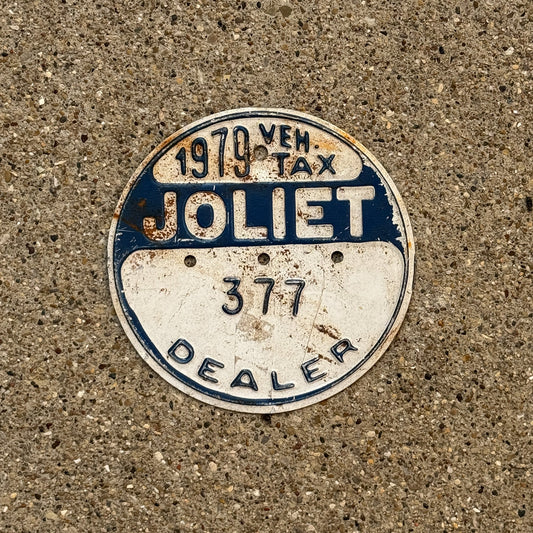 1979 VEH. TAX
JOLIET
377
DEALER